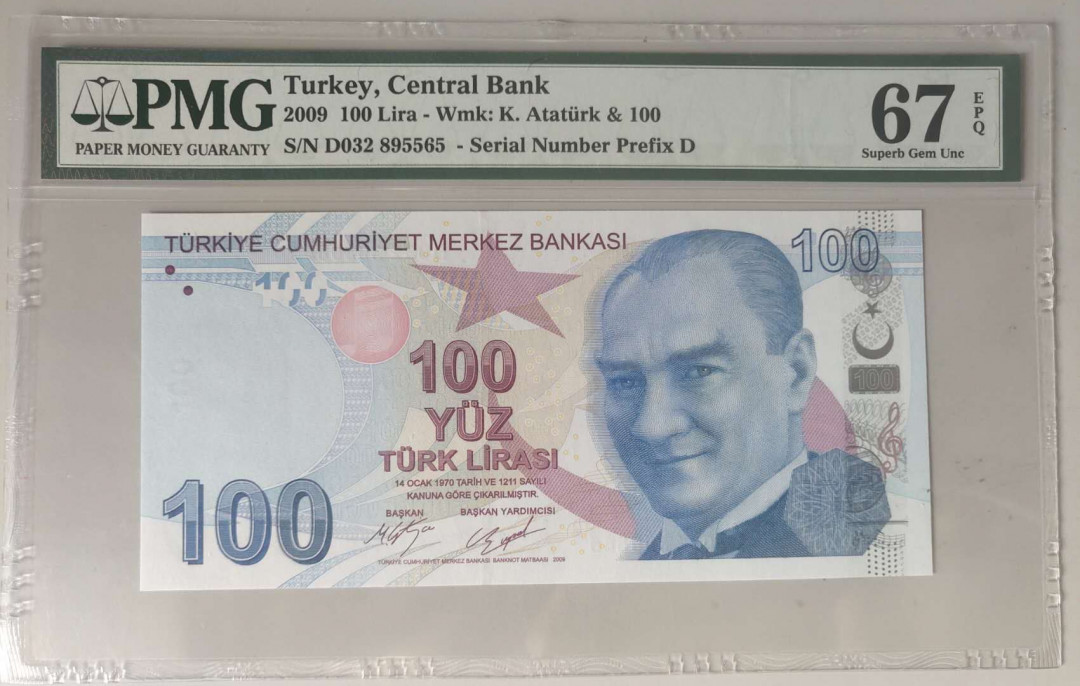 PMG
PAPER MONEY GUARANTY
Turkey, Central Bank
2009 100 Lira - Wmk: K. Atatürk & 100
S/N D032 895565 - Serial Number Prefix D
67
EPQ
Superb Gem Unc
TÜRKİYE CUMHURİYET MERKEZ BANKASI
100
100
100
YÜZ
TÜRK LİRASI
14 OCAK 1970 TARİH VE 1211 SAYILI
KANUNA GÖRE ÇIKARILMIŞTIR.
BAŞKAN BAŞKAN YARDIMCISI
100
100
TÜRKİYE CUMHURİYET MERKEZ BANKASI BANKNOT MATBAASI 2009